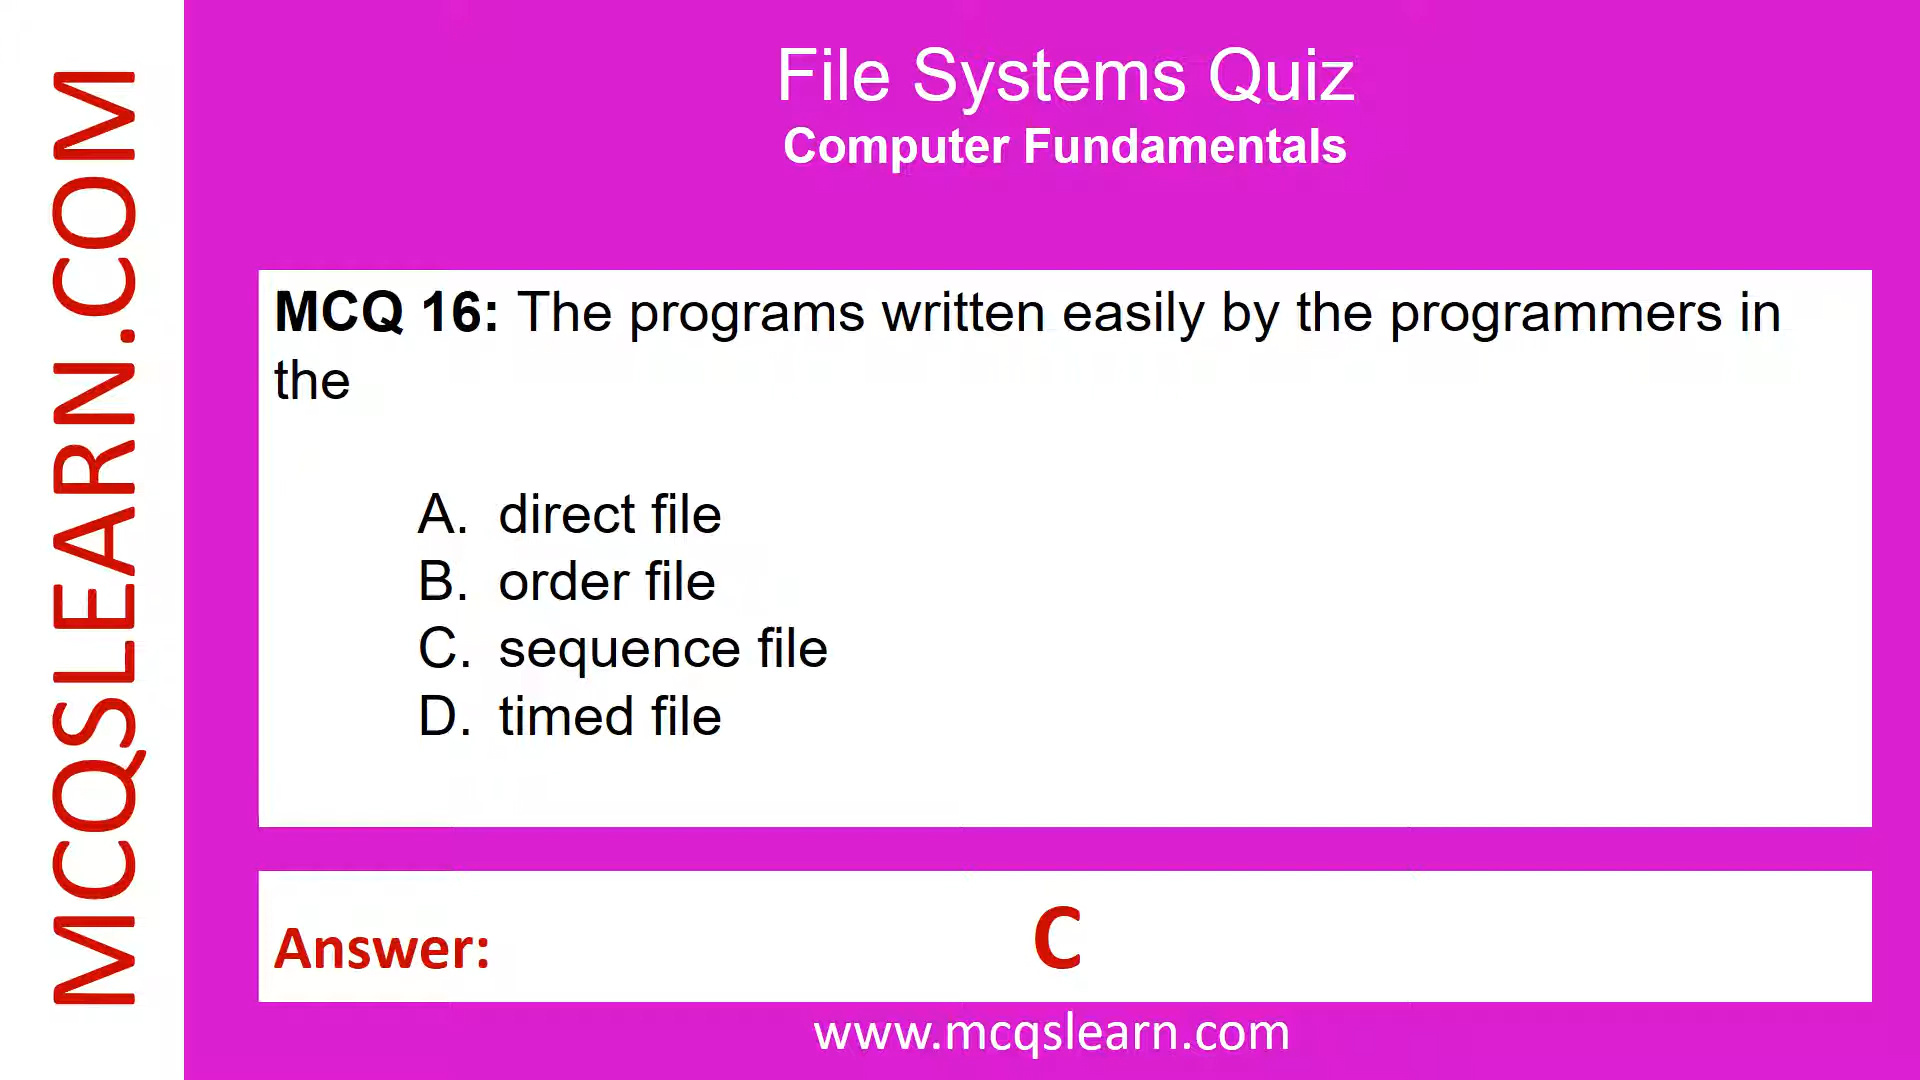 MCQSLEARN.COM
File Systems Quiz
Computer Fundamentals
MCQ 16: The programs written easily by the programmers in
the
A. direct file
B. order file
C. sequence file
D. timed file
Answer: C
www.mcqslearn.com